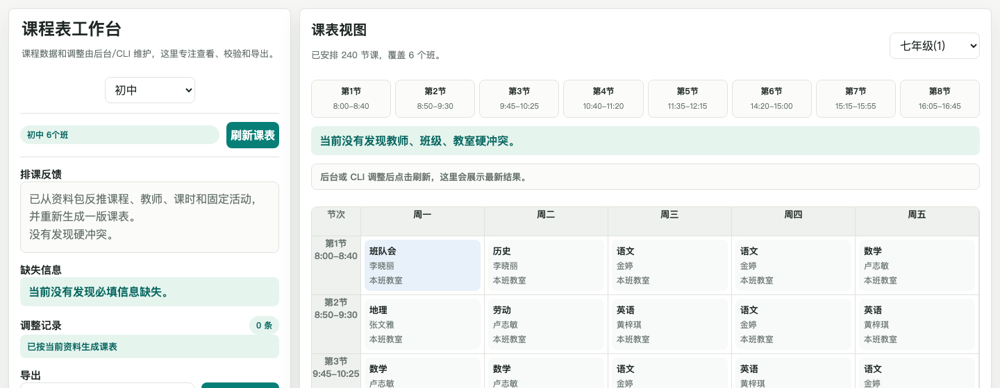 课程表工作台
课程数据和调整由后台/CLI 维护，这里专注查看、校验和导出。
初中
初中 6个班
刷新课表
排课反馈
已从资料包反推课程、教师、课时和固定活动，
并重新生成一版课表。
没有发现硬冲突。
缺失信息
当前没有发现必填信息缺失。
调整记录
0 条
已按当前资料生成课表
导出
课表视图
已安排 240 节课，覆盖 6 个班。
七年级(1)
第1节 第2节 第3节 第4节 第5节 第6节 第7节 第8节
8:00–8:40 8:50–9:30 9:45–10:25 10:40–11:20 11:35–12:15 14:20–15:00 15:15–15:55 16:05–16:45
当前没有发现教师、班级、教室硬冲突。
后台或 CLI 调整后点击刷新，这里会展示最新结果。
节次 周一 周二 周三 周四 周五
第1节
8:00–8:40
班队会 历史 语文 语文 数学
李晓丽 李晓丽 金婷 金婷 卢志敏
本班教室 本班教室 本班教室 本班教室 本班教室
第2节
8:50–9:30
地理 劳动 英语 语文 英语
张文雅 卢志敏 黄梓琪 金婷 黄梓琪
本班教室 本班教室 本班教室 本班教室 本班教室
第3节
9:45–10:25
数学 数学 语文 英语 语文
卢志敏 卢志敏 金婷 黄梓琪 金婷